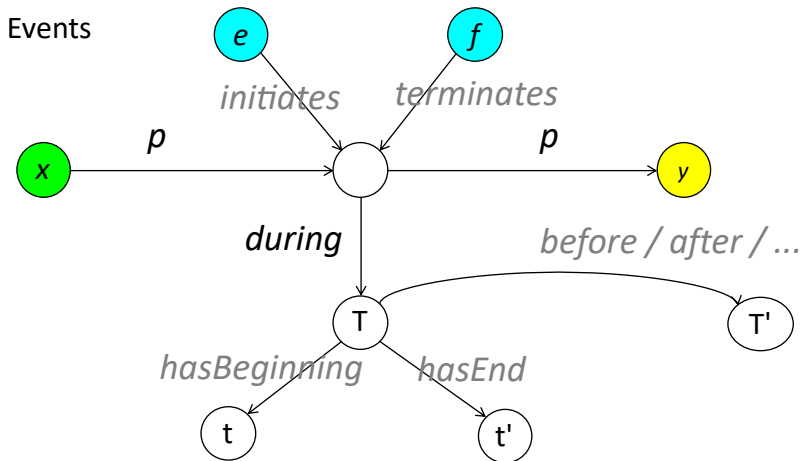 Events
e
f
initiates
terminates
p
p
x
y
during
before / after / ...
T
T'
hasBeginning
hasEnd
t
t'